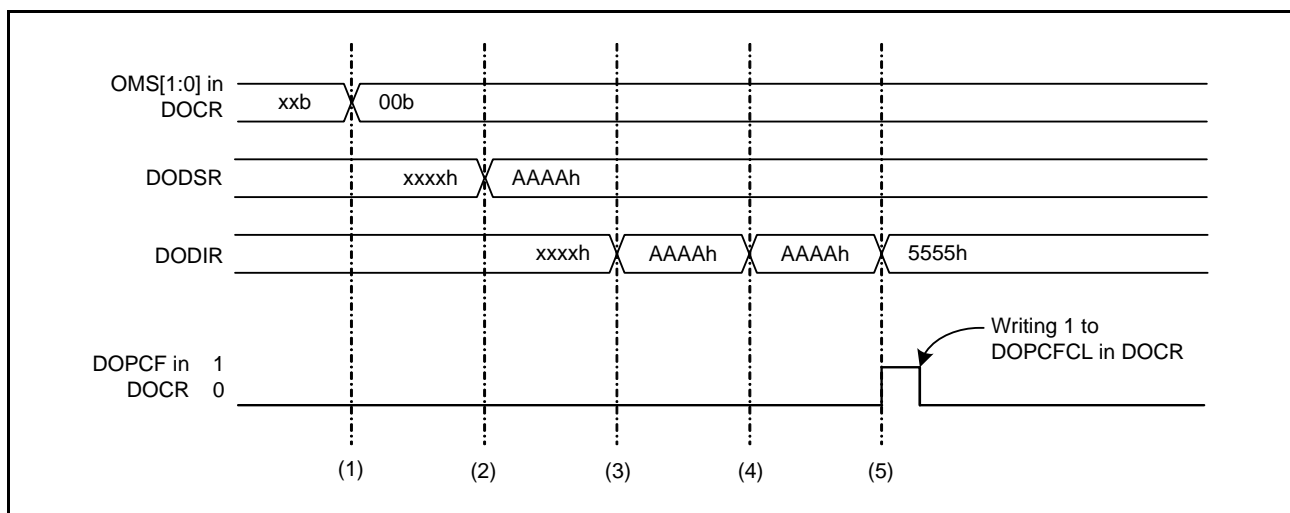 OMS[1:0] in
DOCR
xxb
00b
DODSR
xxxxh
AAAAh
DODIR
xxxxh
AAAAh
AAAAh
5555h
Writing 1 to
DOPCFCL in DOCR
DOPCF in 1
DOCR 0
(1) (2) (3) (4) (5)